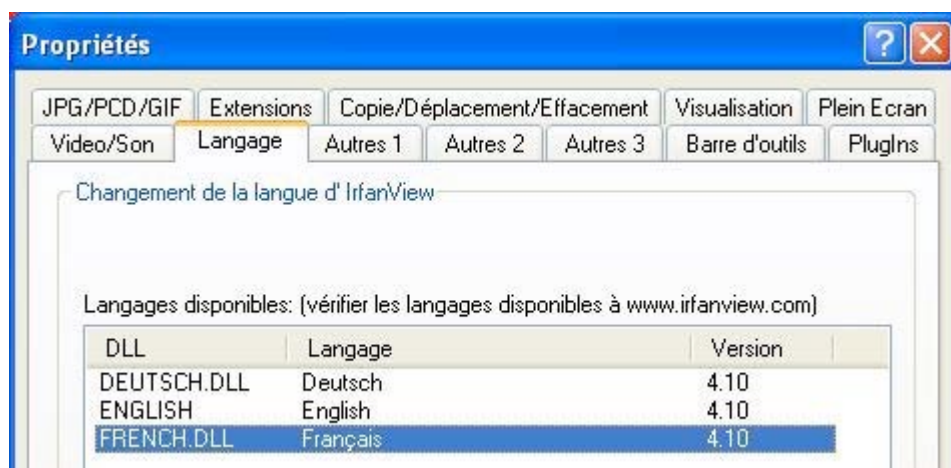 Propriétés
JPG/PCD/GIF Extensions Copie/Déplacement/Effacement Visualisation Plein Ecran
Video/Son Langage Autres 1 Autres 2 Autres 3 Barre d'outils PlugIns
Changement de la langue d' IrfanView
Langages disponibles: (vérifier les langages disponibles à www.irfanview.com)
DLL Langage Version
DEUTSCH.DLL Deutsch 4.10
ENGLISH English 4.10
FRENCH.DLL Français 4.10